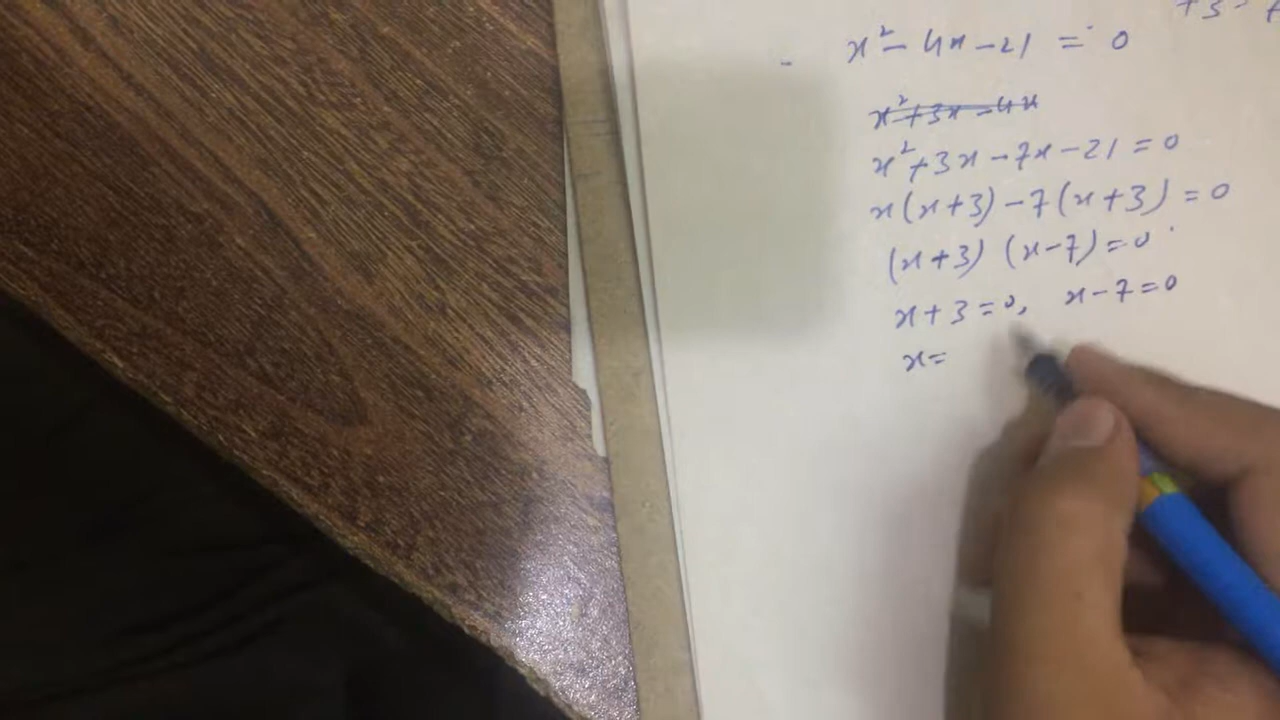 +3
x² - 4x - 21 = 0
x² + 3x - 4x
x² + 3x - 7x - 21 = 0
x(x+3) - 7(x+3) = 0
(x+3) (x-7) = 0
x + 3 = 0, x - 7 = 0
x =